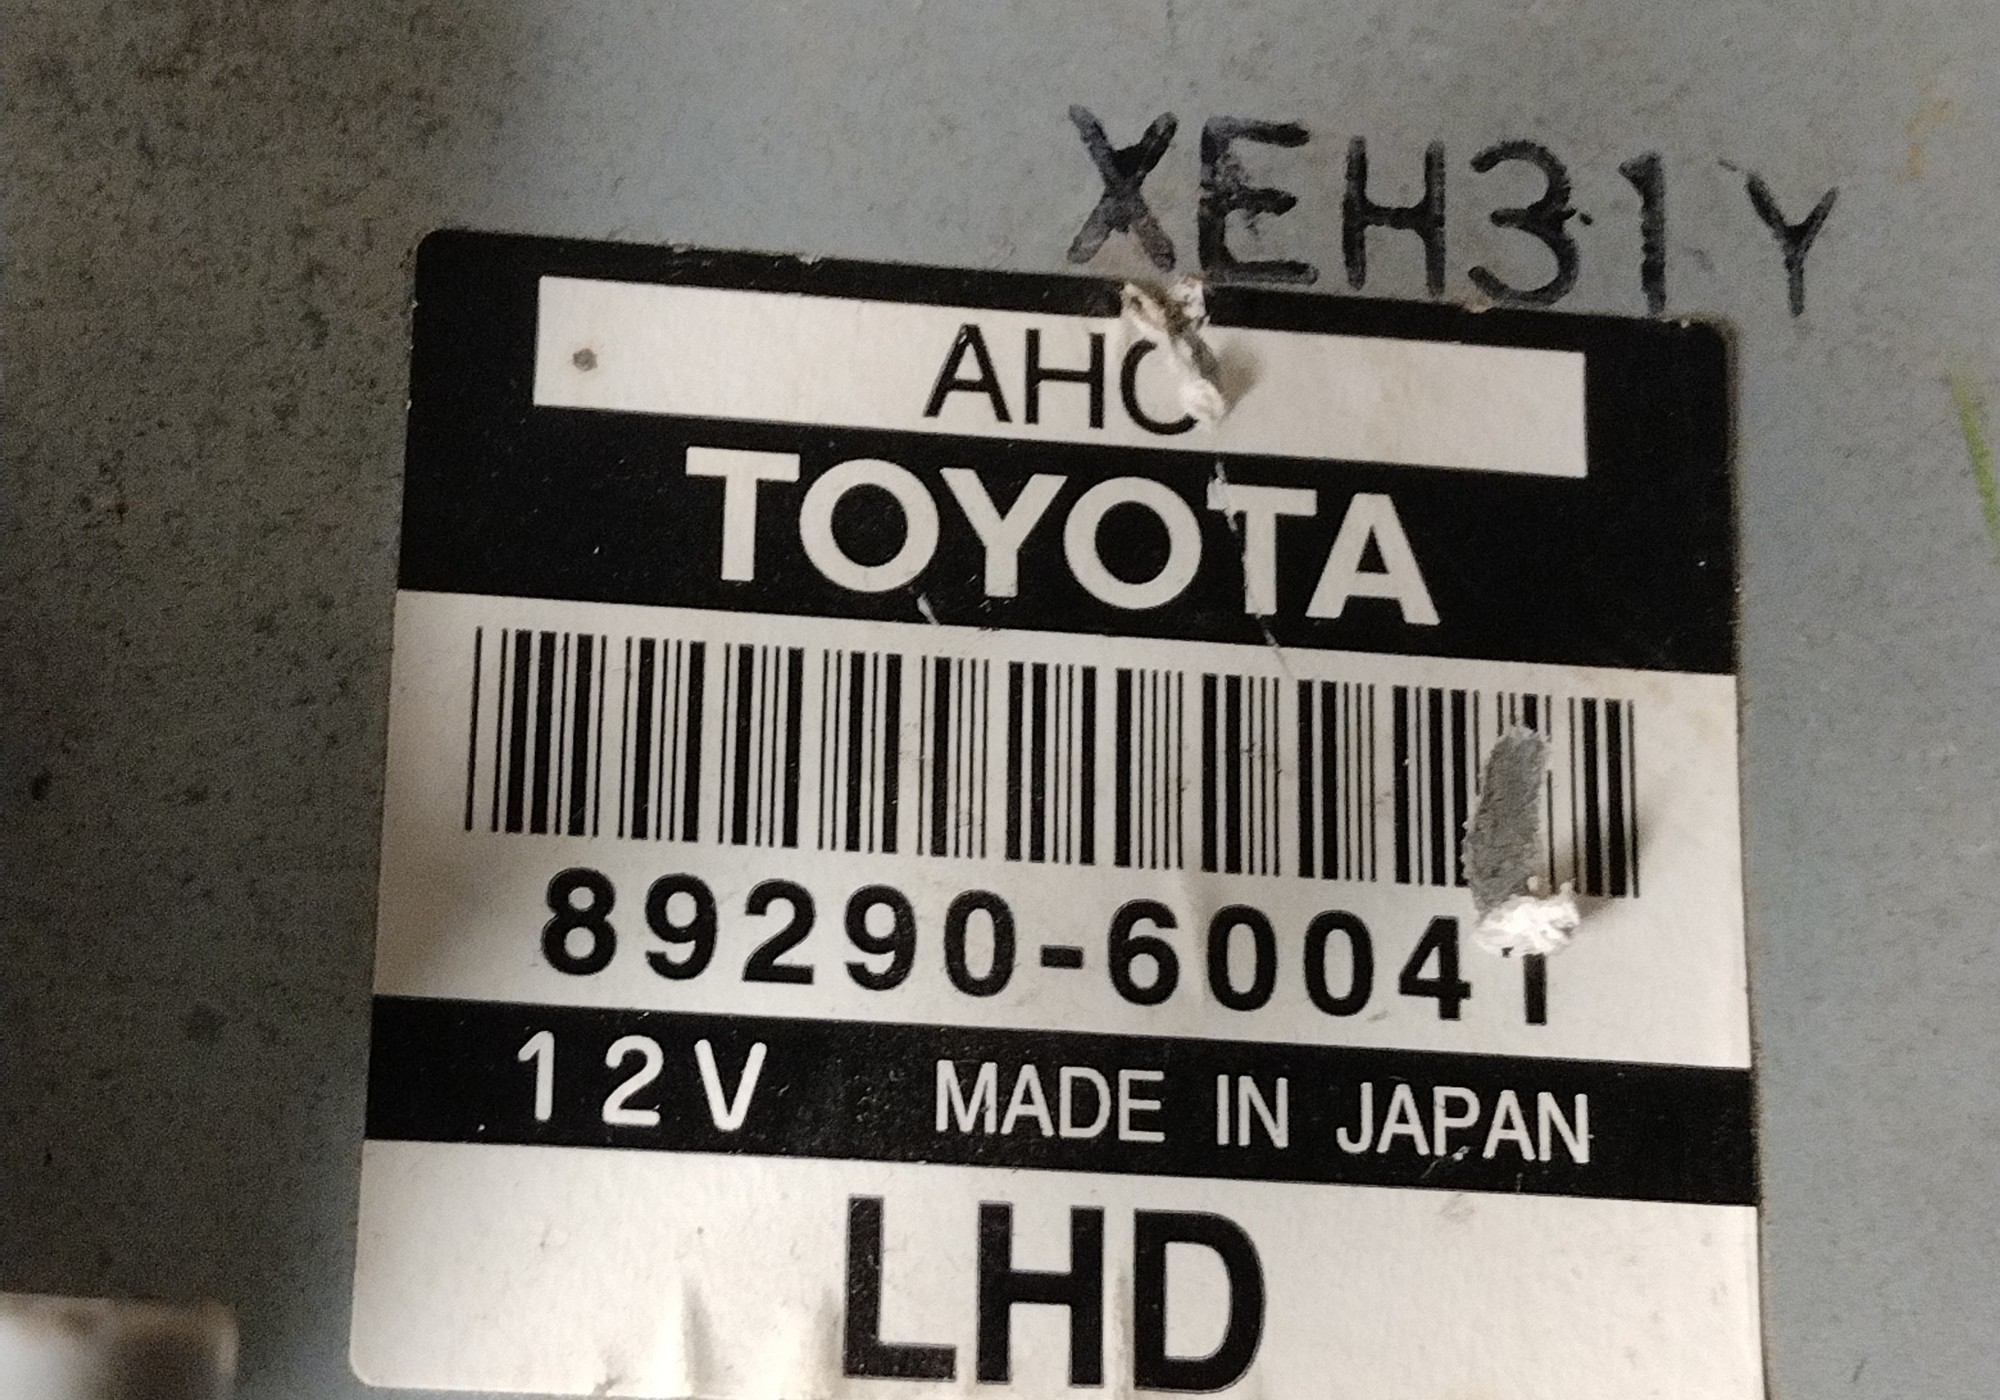 XEH31Y
AHC
TOYOTA
89290-60041
12V MADE IN JAPAN
LHD